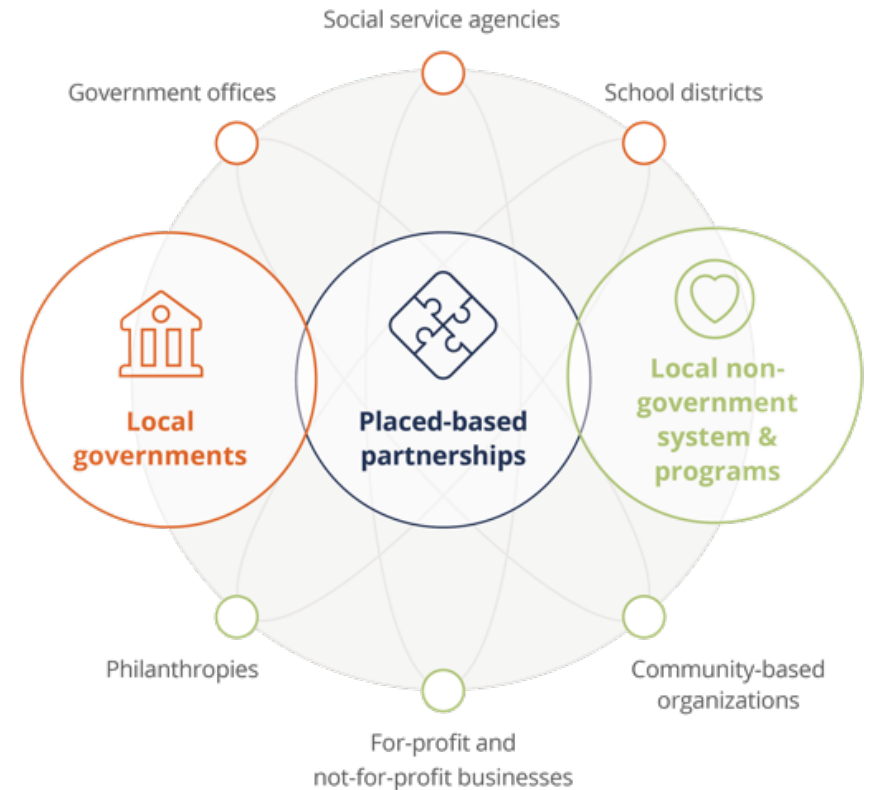 Social service agencies
Government offices
School districts
Local
governments
Placed-based
partnerships
Local non-
government
system &
programs
Philanthropies
Community-based
organizations
For-profit and
not-for-profit businesses